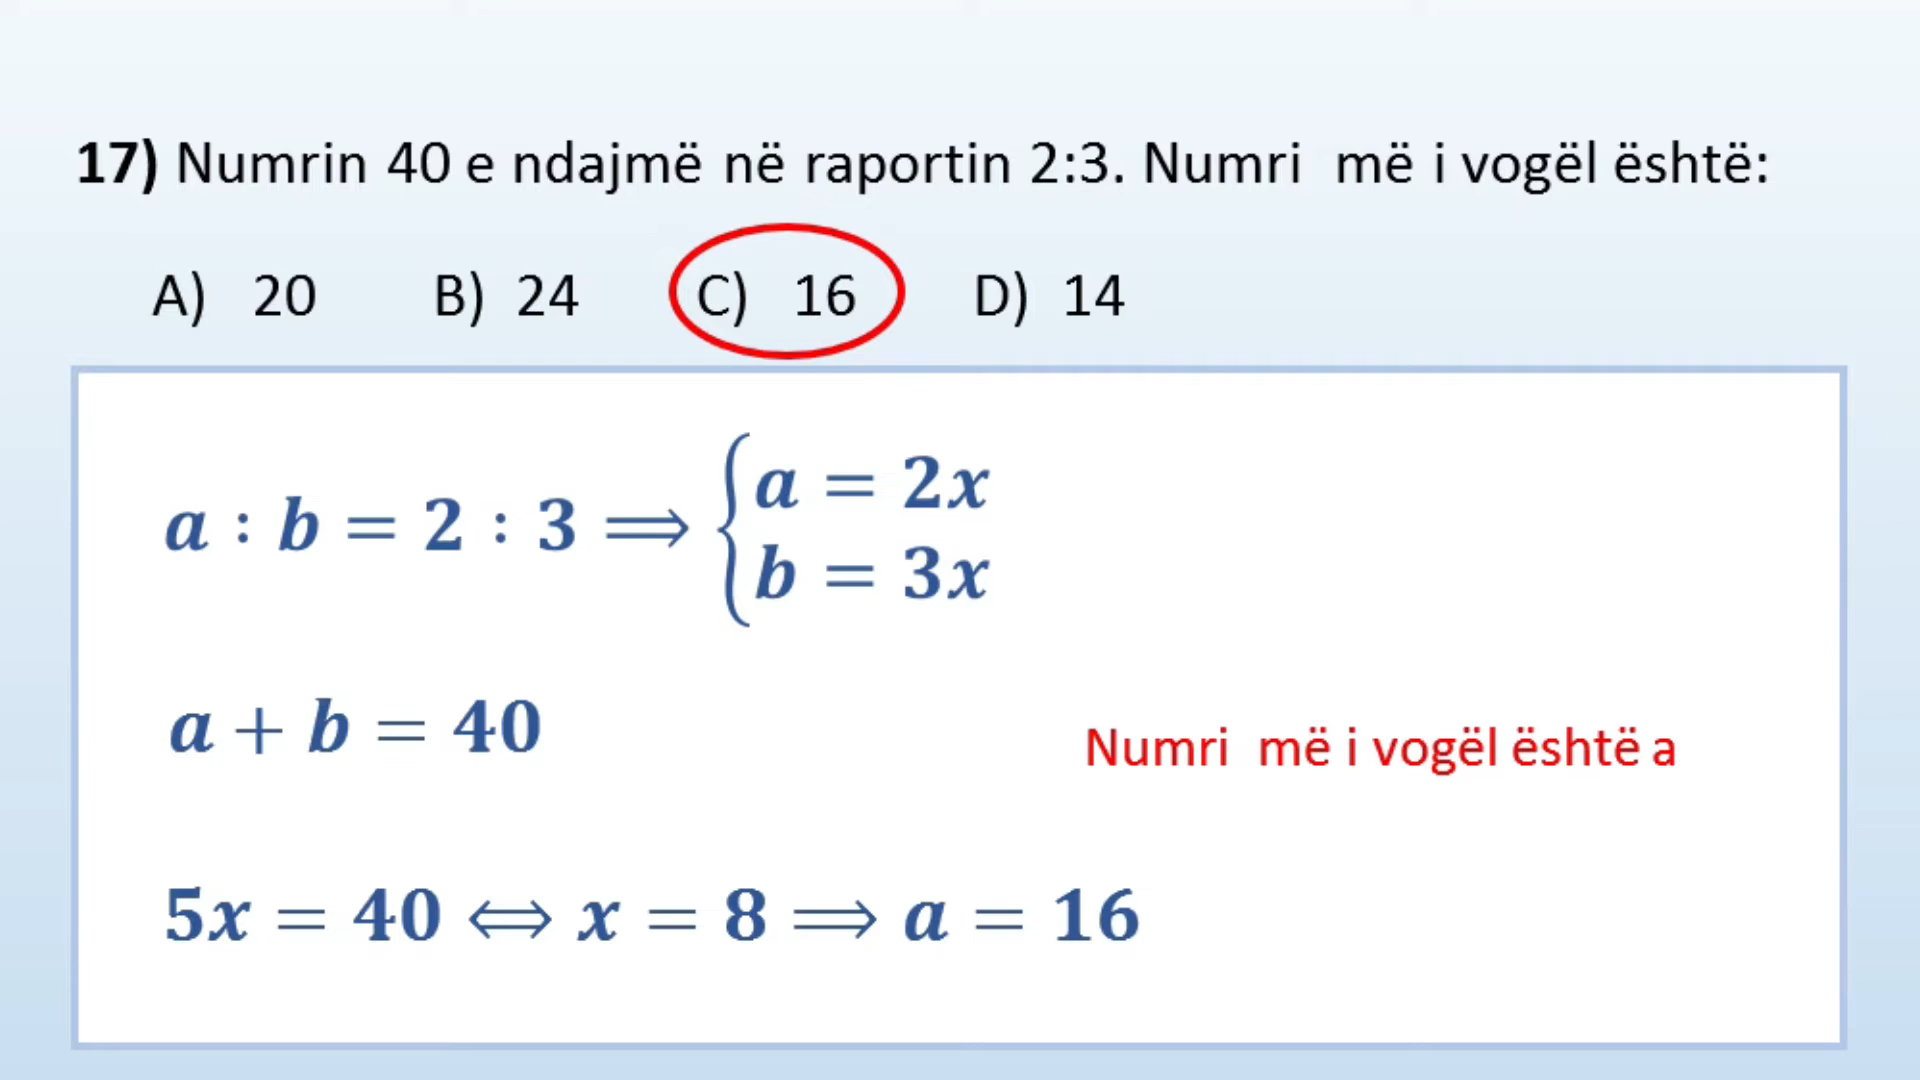 17) Numrin 40 e ndajmë në raportin 2:3. Numri më i vogël është:
A) 20 B) 24 C) 16 D) 14
a : b = 2 : 3 ⟹ { a = 2x
b = 3x
a + b = 40
Numri më i vogël është a
5x = 40 ⟺ x = 8 ⟹ a = 16